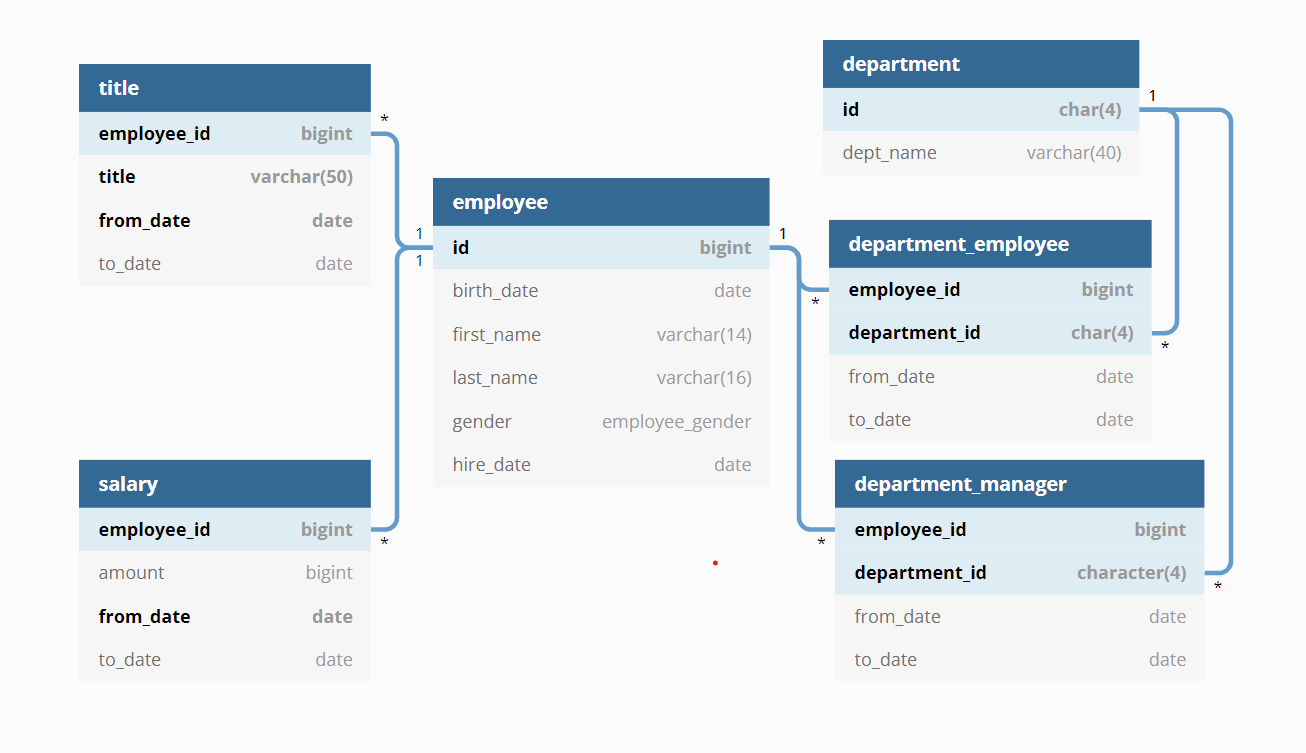 title
employee_id bigint
title varchar(50)
from_date date
to_date date
*
1
1
employee
id bigint
birth_date date
first_name varchar(14)
last_name varchar(16)
gender employee_gender
hire_date date
1
*
*
salary
employee_id bigint
amount bigint
from_date date
to_date date
*
department
id char(4)
dept_name varchar(40)
1
department_employee
employee_id bigint
department_id char(4)
from_date date
to_date date
*
department_manager
employee_id bigint
department_id character(4)
from_date date
to_date date
*